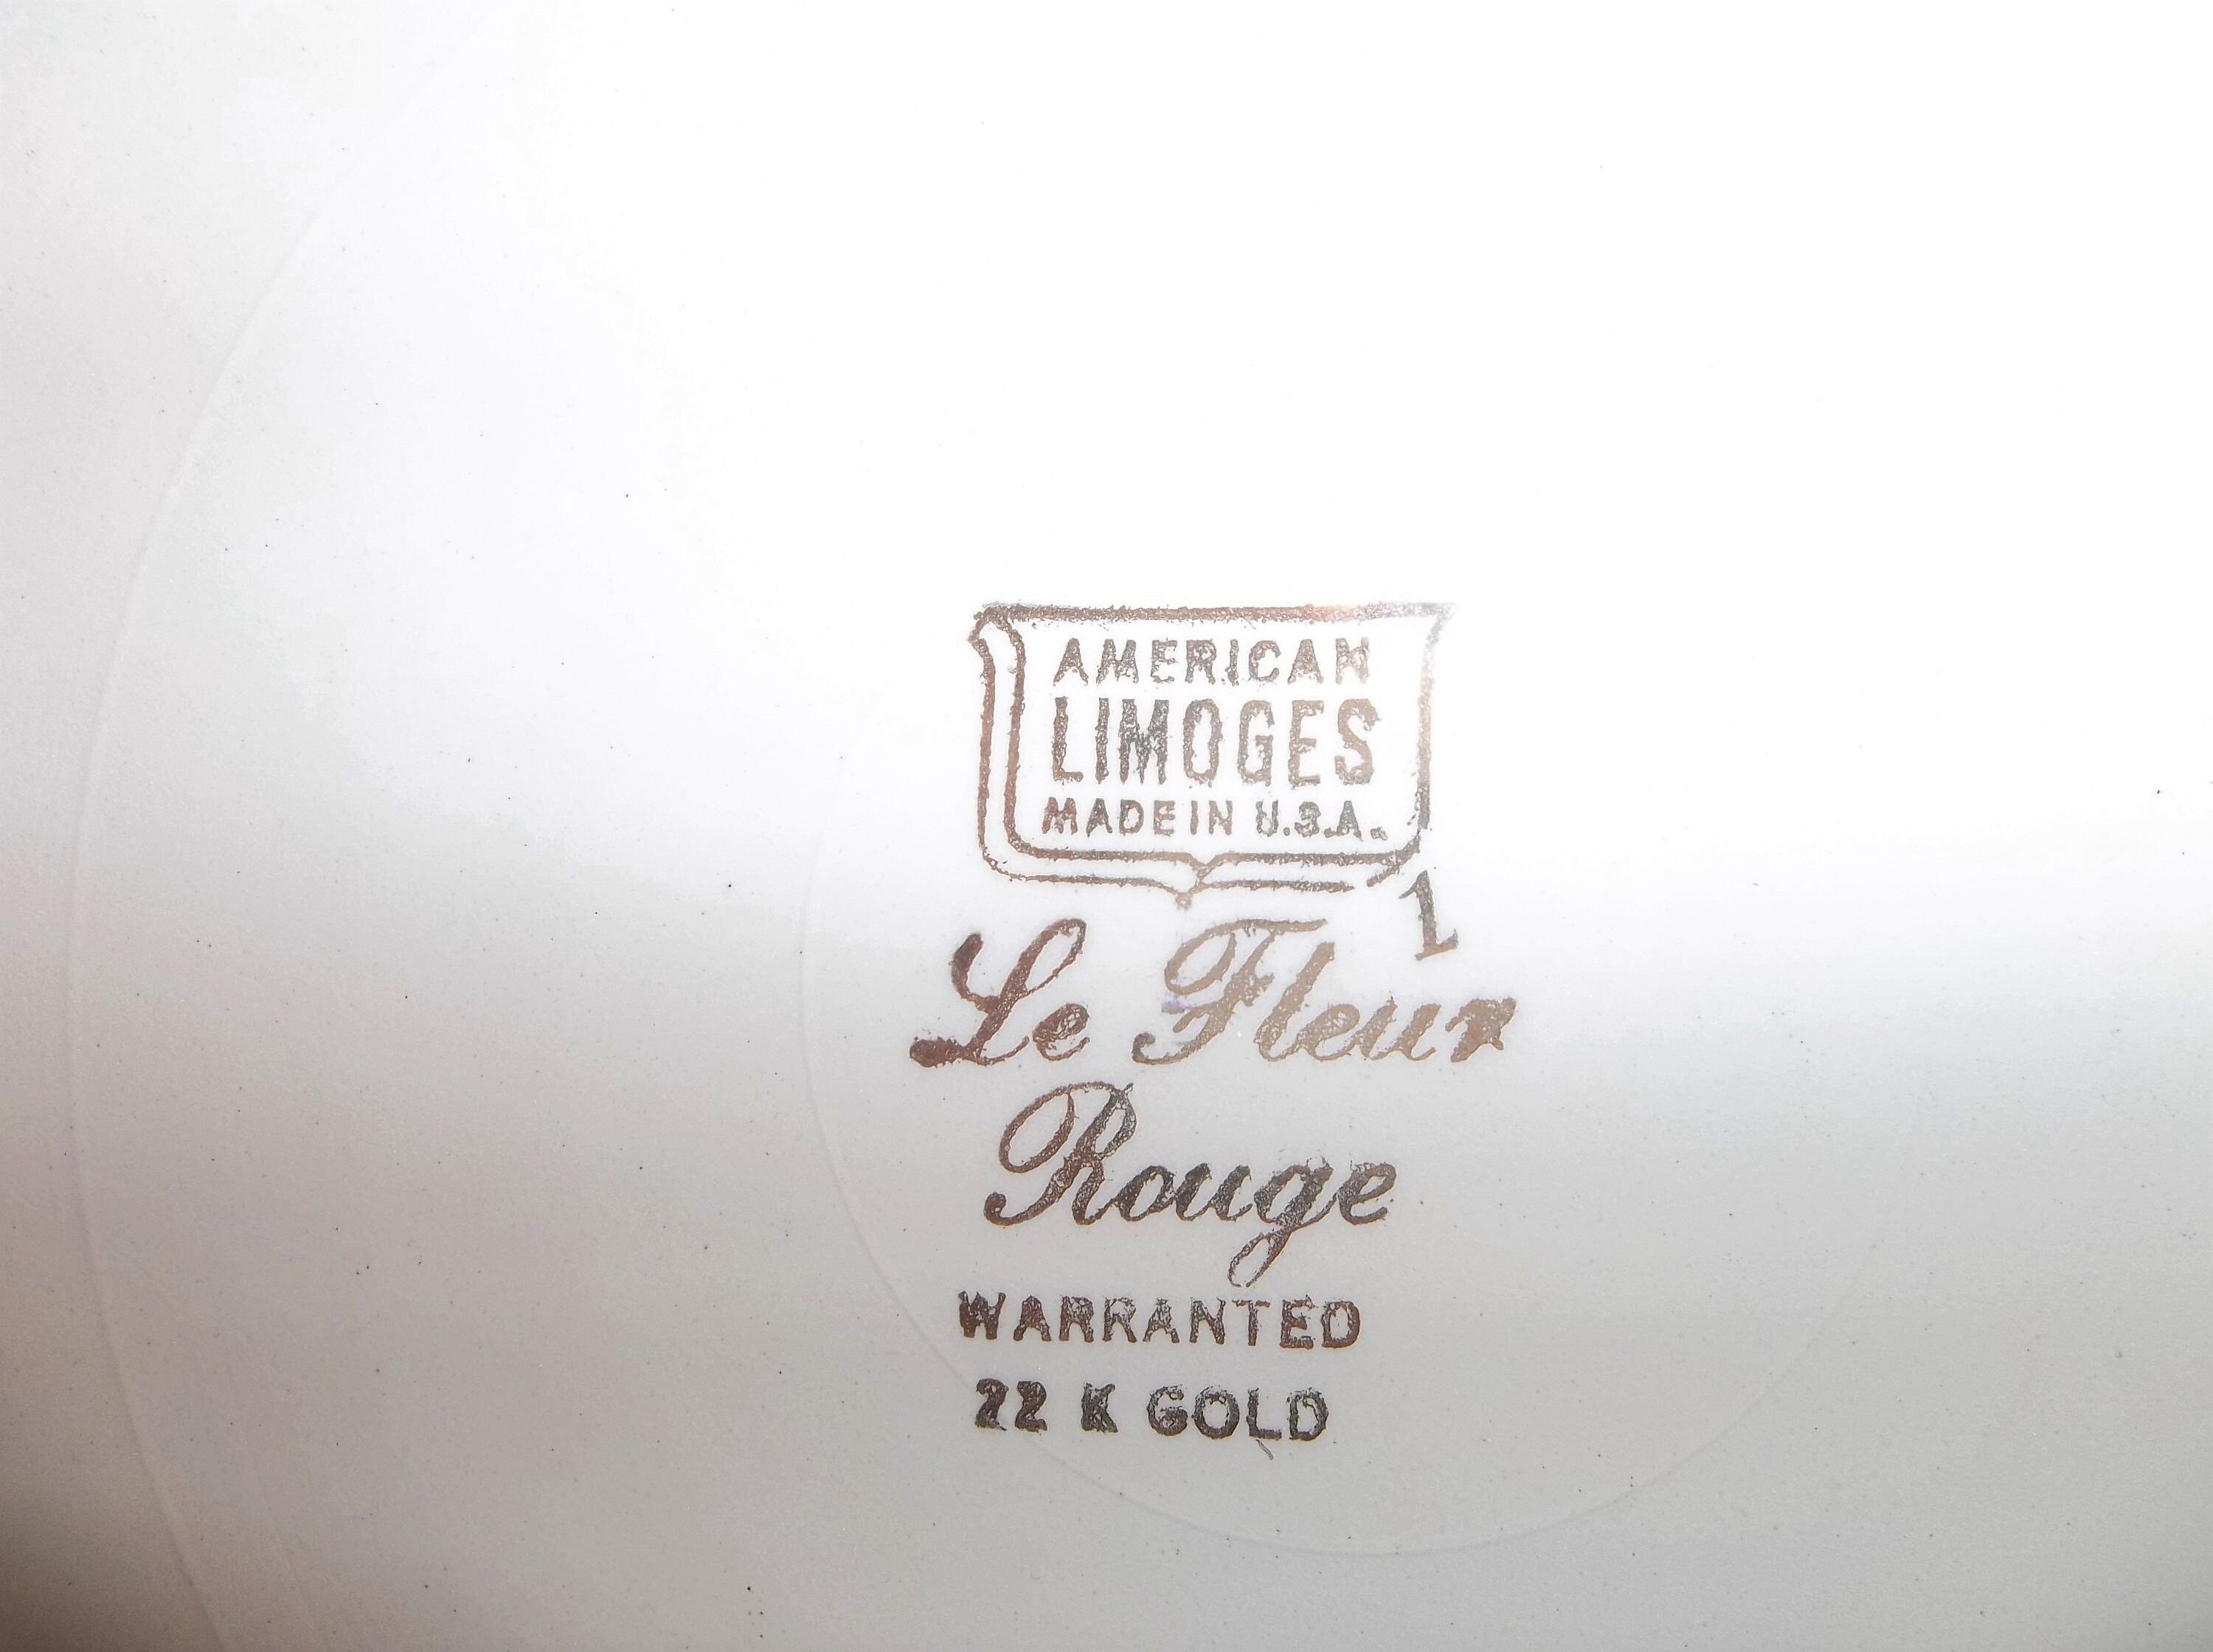 AMERICAN
LIMOGES
MADE IN U.S.A.
1
Le Fleur
Rouge
WARRANTED
22 K GOLD